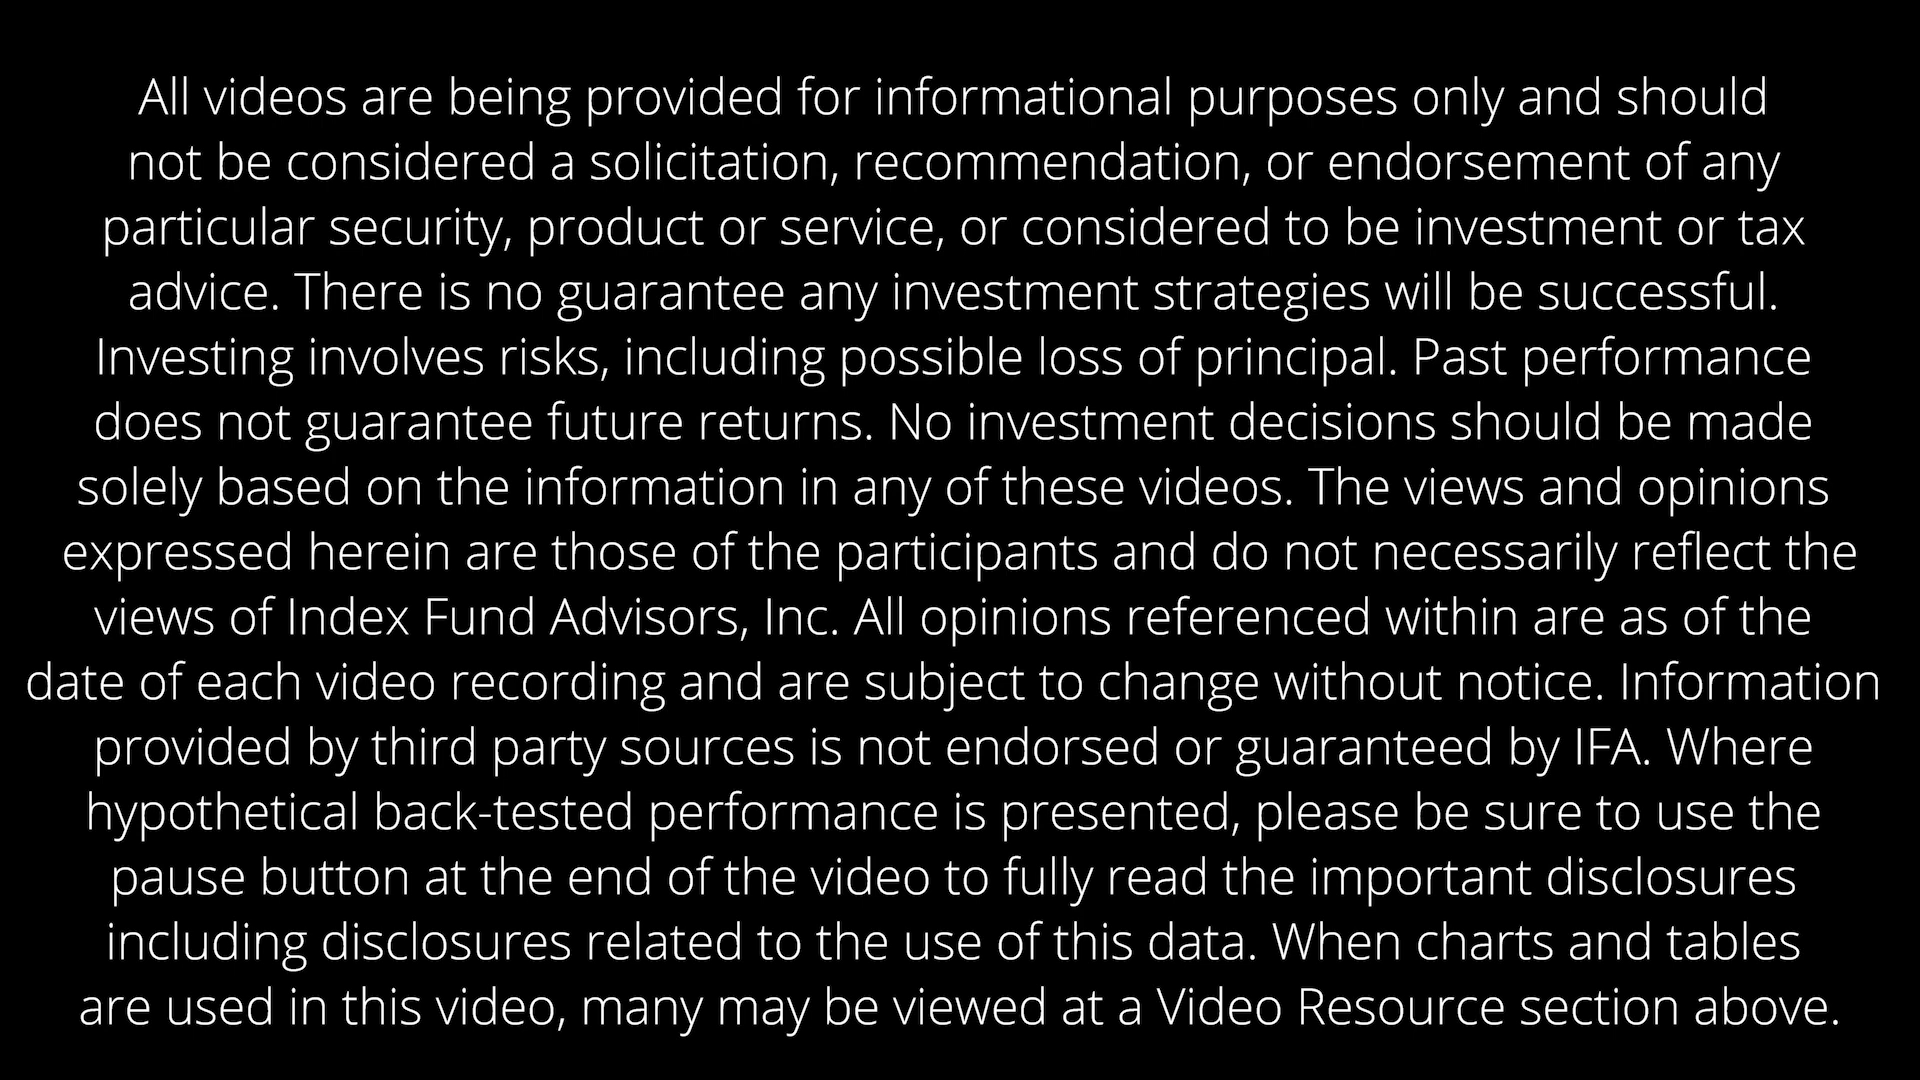 All videos are being provided for informational purposes only and should
not be considered a solicitation, recommendation, or endorsement of any
particular security, product or service, or considered to be investment or tax
advice. There is no guarantee any investment strategies will be successful.
Investing involves risks, including possible loss of principal. Past performance
does not guarantee future returns. No investment decisions should be made
solely based on the information in any of these videos. The views and opinions
expressed herein are those of the participants and do not necessarily reflect the
views of Index Fund Advisors, Inc. All opinions referenced within are as of the
date of each video recording and are subject to change without notice. Information
provided by third party sources is not endorsed or guaranteed by IFA. Where
hypothetical back-tested performance is presented, please be sure to use the
pause button at the end of the video to fully read the important disclosures
including disclosures related to the use of this data. When charts and tables
are used in this video, many may be viewed at a Video Resource section above.